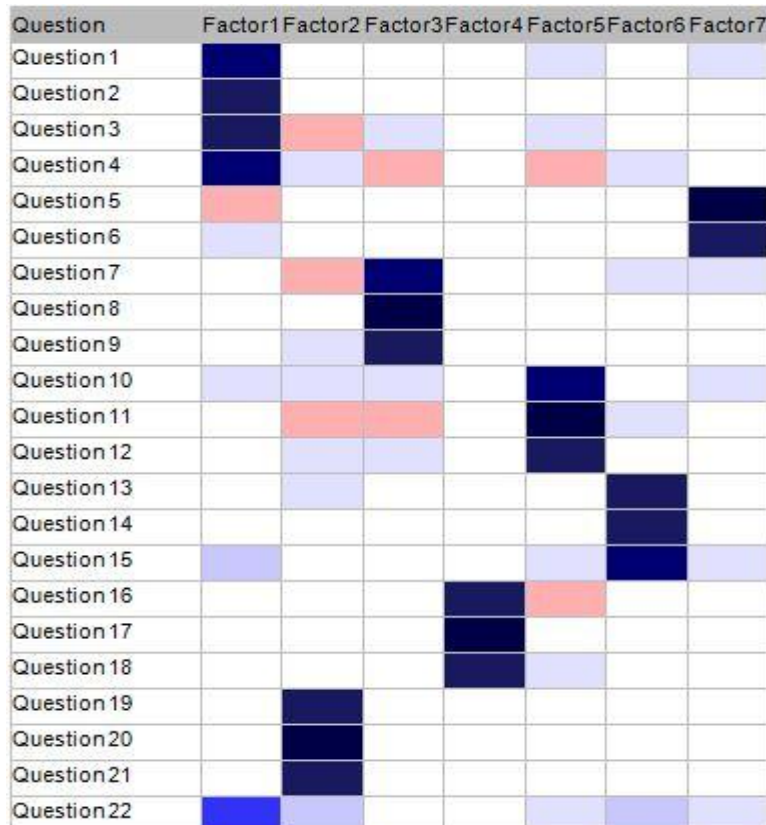 Question Factor1 Factor2 Factor3 Factor4 Factor5 Factor6 Factor7
Question 1
Question 2
Question 3
Question 4
Question 5
Question 6
Question 7
Question 8
Question 9
Question 10
Question 11
Question 12
Question 13
Question 14
Question 15
Question 16
Question 17
Question 18
Question 19
Question 20
Question 21
Question 22